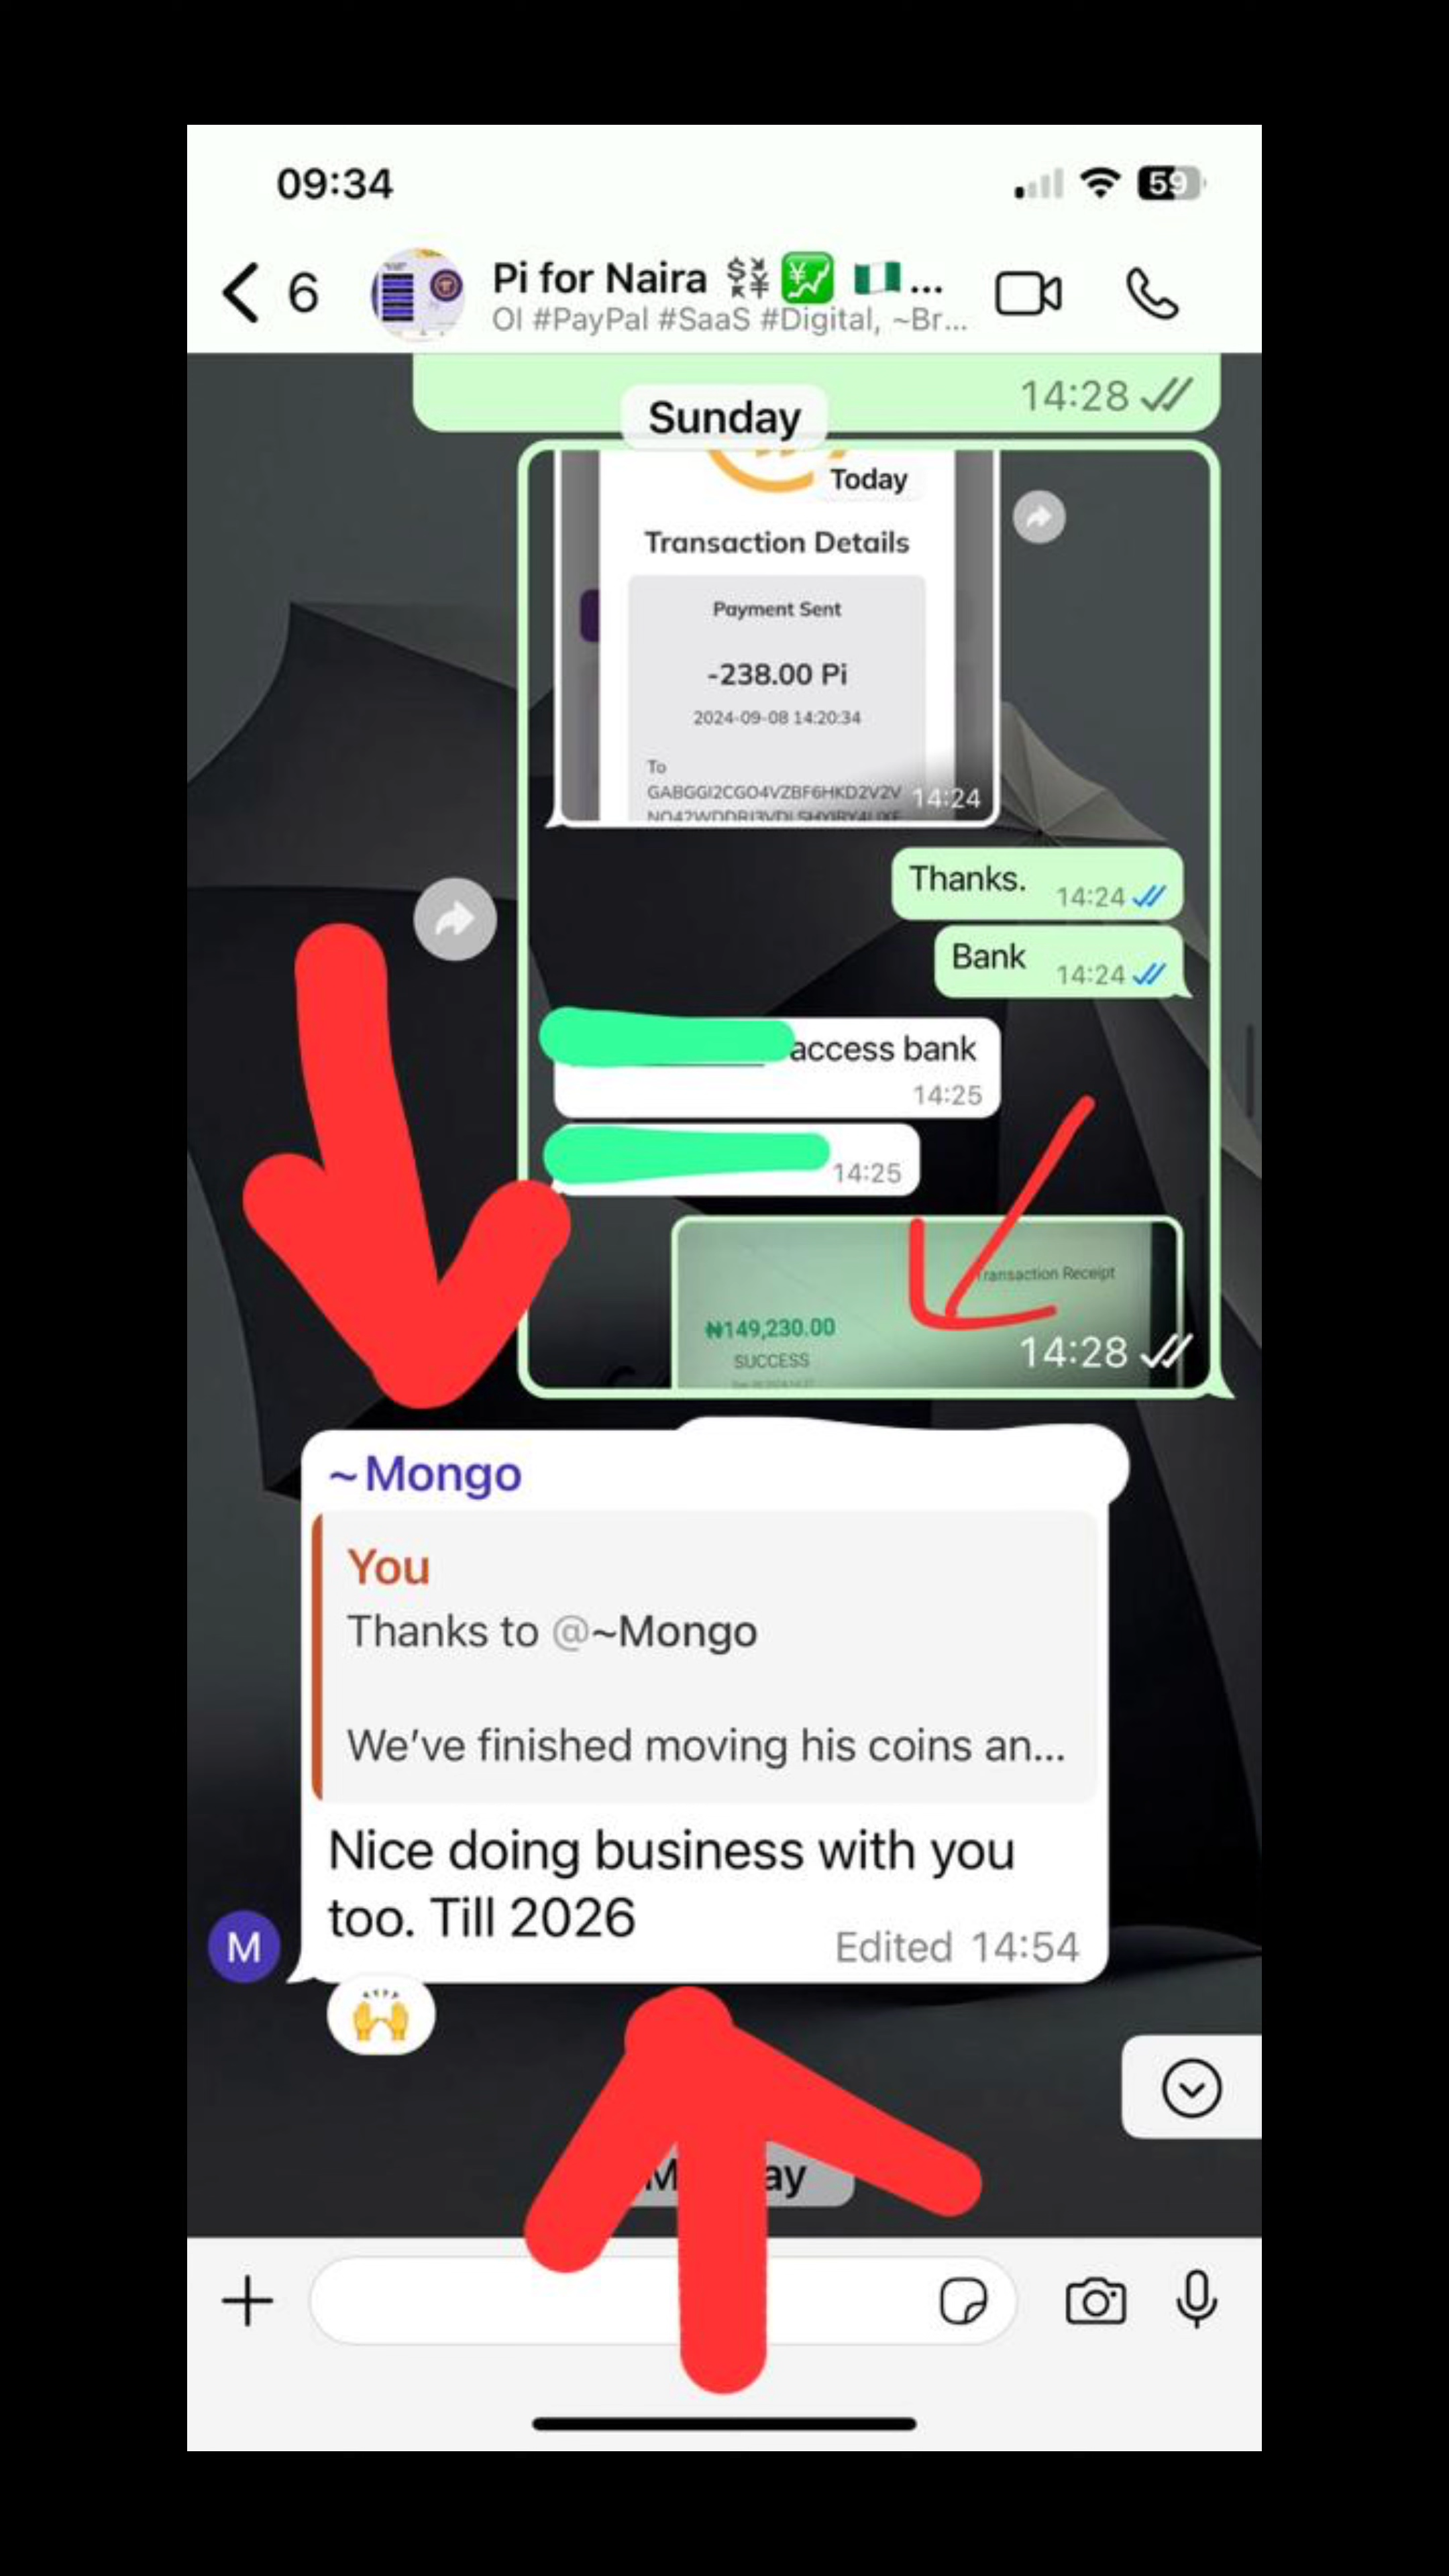 09:34
59
6
Pi for Naira 💱 💹 🇳🇬...
OI #PayPal #SaaS #Digital, ~Br...
14:28
Sunday
Today
Transaction Details
Payment Sent
-238.00 Pi
2024-09-08 14:20:34
To
GABGGI2CGO4VZBF6HKD2V2V
14:24
Thanks. 14:24
Bank 14:24
access bank
14:25
14:25
Transaction Receipt
₦149,230.00
SUCCESS
14:28
~Mongo
You
Thanks to @~Mongo
We've finished moving his coins an...
Nice doing business with you
too. Till 2026
Edited 14:54
M